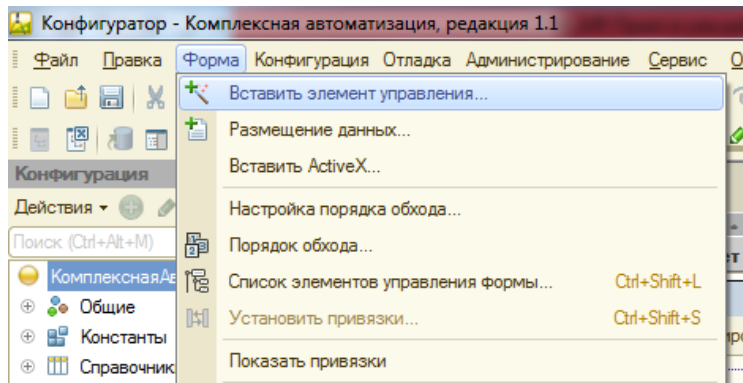 Конфигуратор - Комплексная автоматизация, редакция 1.1
Файл Правка Форма Конфигурация Отладка Администрирование Сервис
Вставить элемент управления...
Размещение данных...
Вставить ActiveX...
Конфигурация
Действия
Настройка порядка обхода...
Поиск (Ctrl+Alt+M)
Порядок обхода...
КомплекснаяАв
Список элементов управления формы... Ctrl+Shift+L
Общие
Установить привязки... Ctrl+Shift+S
Константы
Справочник
Показать привязки